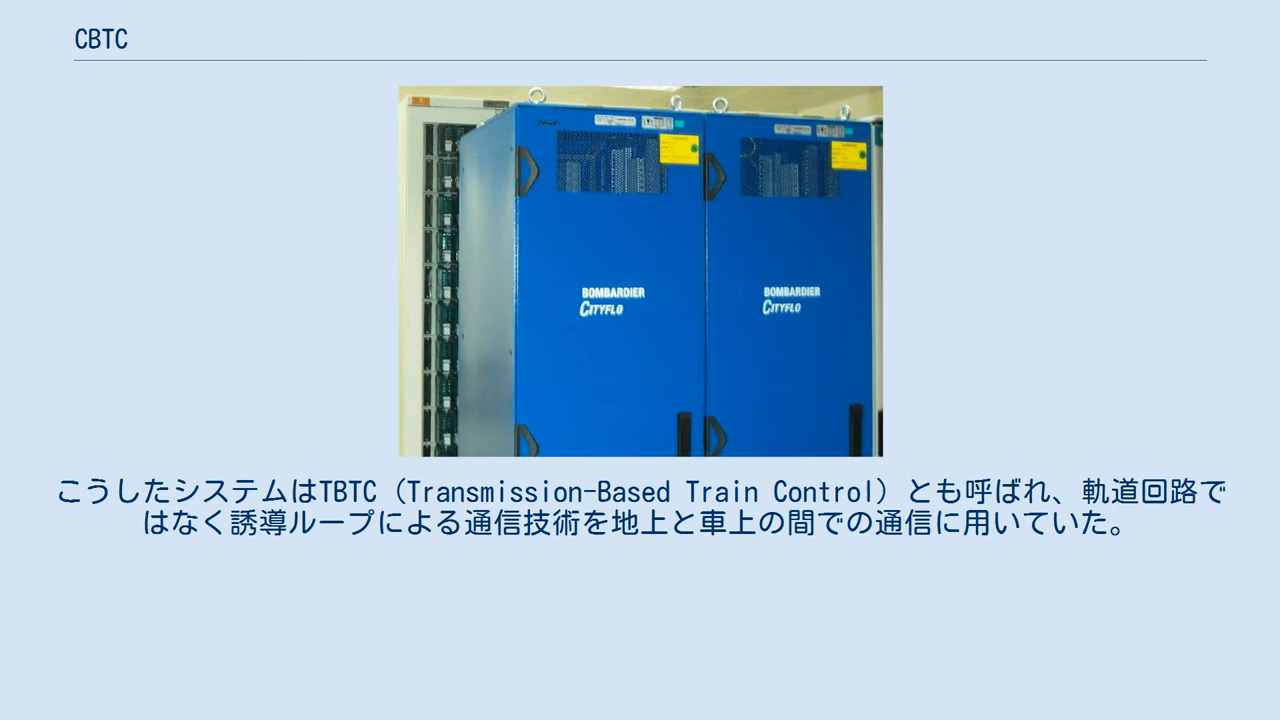 CBTC
BOMBARDIER
CITYFLO
BOMBARDIER
CITYFLO
こうしたシステムはTBTC（Transmission-Based Train Control）とも呼ばれ、軌道回路で
はなく誘導ループによる通信技術を地上と車上の間での通信に用いていた。